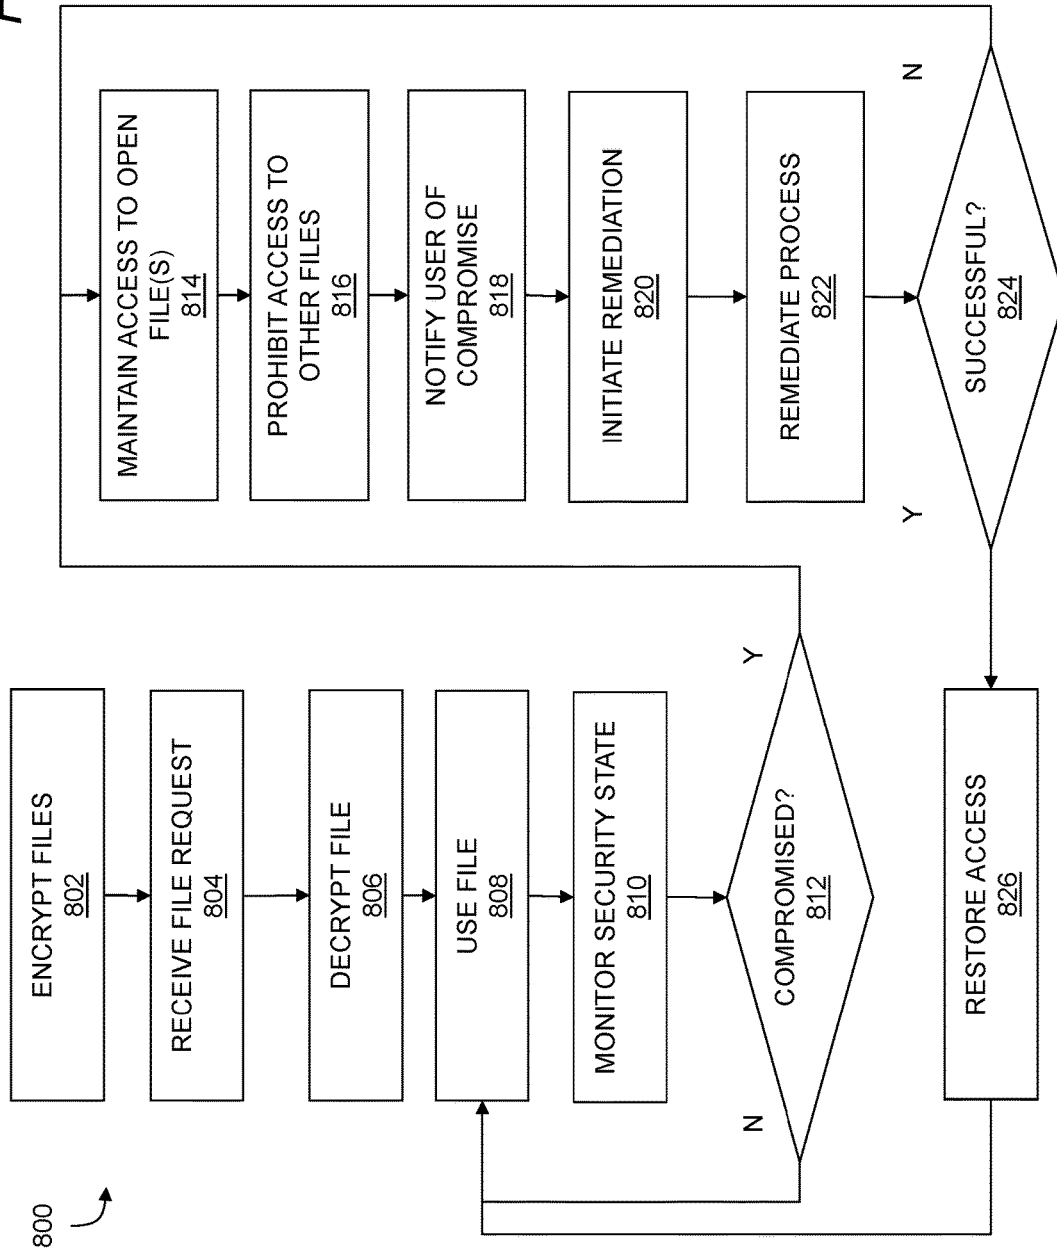 800
ENCRYPT FILES
802
RECEIVE FILE REQUEST
804
DECRYPT FILE
806
USE FILE
808
MONITOR SECURITY STATE
810
COMPROMISED?
812
N
Y
MAINTAIN ACCESS TO OPEN
FILE(S)
814
PROHIBIT ACCESS TO
OTHER FILES
816
NOTIFY USER OF
COMPROMISE
818
INITIATE REMEDIATION
820
REMEDIATE PROCESS
822
SUCCESSFUL?
824
Y
N
RESTORE ACCESS
826